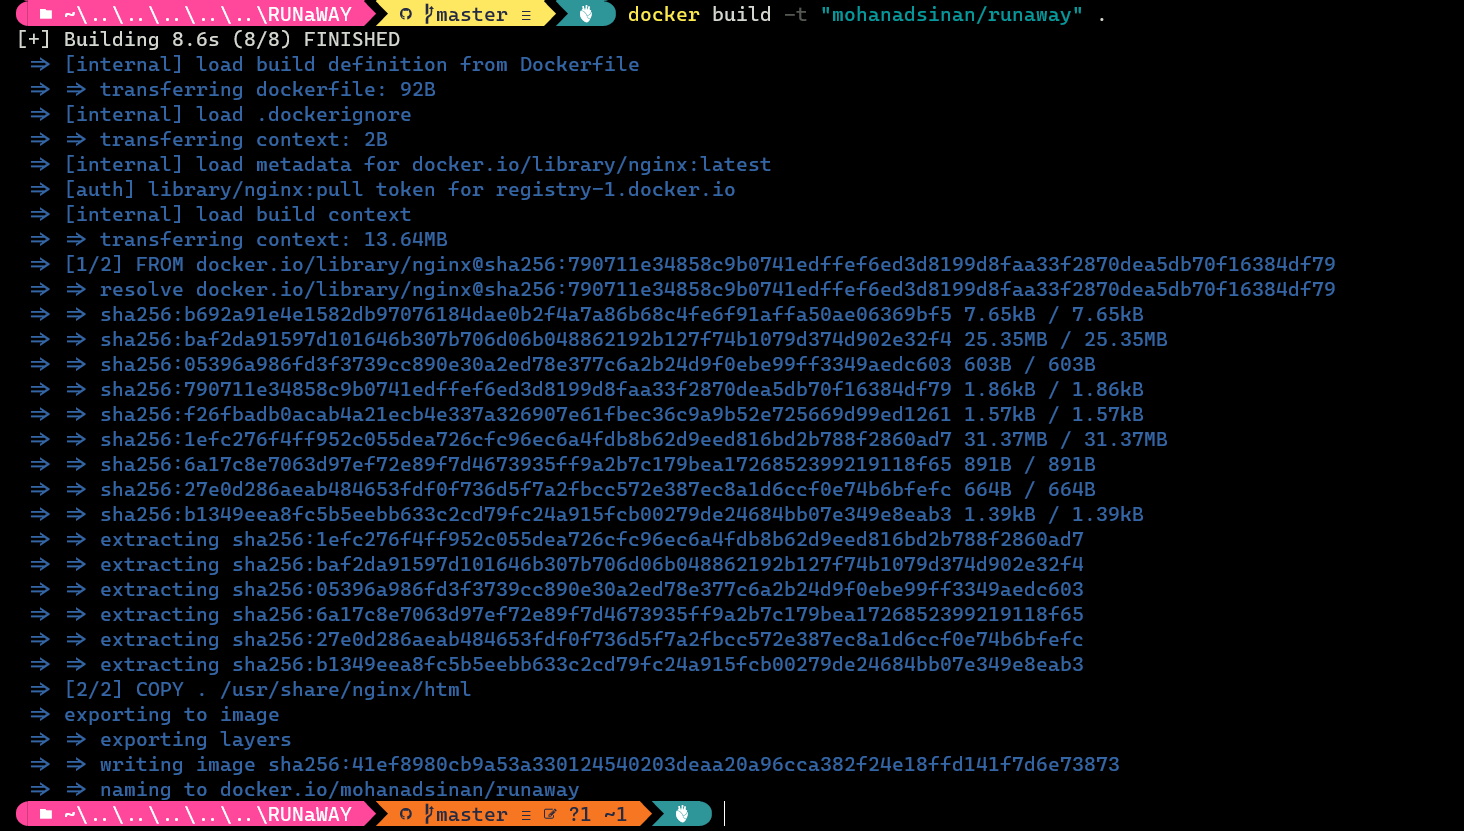 ~\..\..\..\..\..\RUNaWAY master ≡ docker build -t "mohanadsinan/runaway" .
[+] Building 8.6s (8/8) FINISHED
=> [internal] load build definition from Dockerfile
=> => transferring dockerfile: 92B
=> [internal] load .dockerignore
=> => transferring context: 2B
=> [internal] load metadata for docker.io/library/nginx:latest
=> [auth] library/nginx:pull token for registry-1.docker.io
=> [internal] load build context
=> => transferring context: 13.64MB
=> [1/2] FROM docker.io/library/nginx@sha256:790711e34858c9b0741edffef6ed3d8199d8faa33f2870dea5db70f16384df79
=> => resolve docker.io/library/nginx@sha256:790711e34858c9b0741edffef6ed3d8199d8faa33f2870dea5db70f16384df79
=> => sha256:b692a91e4e1582db97076184dae0b2f4a7a86b68c4fe6f91affa50ae06369bf5 7.65kB / 7.65kB
=> => sha256:baf2da91597d101646b307b706d06b048862192b127f74b1079d374d902e32f4 25.35MB / 25.35MB
=> => sha256:05396a986fd3f3739cc890e30a2ed78e377c6a2b24d9f0ebe99ff3349aedc603 603B / 603B
=> => sha256:790711e34858c9b0741edffef6ed3d8199d8faa33f2870dea5db70f16384df79 1.86kB / 1.86kB
=> => sha256:f26fbadb0acab4a21ecb4e337a326907e61fbec36c9a9b52e725669d99ed1261 1.57kB / 1.57kB
=> => sha256:1efc276f4ff952c055dea726cfc96ec6a4fdb8b62d9eed816bd2b788f2860ad7 31.37MB / 31.37MB
=> => sha256:6a17c8e7063d97ef72e89f7d4673935ff9a2b7c179bea1726852399219118f65 891B / 891B
=> => sha256:27e0d286aeab484653fdf0f736d5f7a2fbcc572e387ec8a1d6ccf0e74b6bfefc 664B / 664B
=> => sha256:b1349eea8fc5b5eebb633c2cd79fc24a915fcb00279de24684bb07e349e8eab3 1.39kB / 1.39kB
=> => extracting sha256:1efc276f4ff952c055dea726cfc96ec6a4fdb8b62d9eed816bd2b788f2860ad7
=> => extracting sha256:baf2da91597d101646b307b706d06b048862192b127f74b1079d374d902e32f4
=> => extracting sha256:05396a986fd3f3739cc890e30a2ed78e377c6a2b24d9f0ebe99ff3349aedc603
=> => extracting sha256:6a17c8e7063d97ef72e89f7d4673935ff9a2b7c179bea1726852399219118f65
=> => extracting sha256:27e0d286aeab484653fdf0f736d5f7a2fbcc572e387ec8a1d6ccf0e74b6bfefc
=> => extracting sha256:b1349eea8fc5b5eebb633c2cd79fc24a915fcb00279de24684bb07e349e8eab3
=> [2/2] COPY . /usr/share/nginx/html
=> exporting to image
=> => exporting layers
=> => writing image sha256:41ef8980cb9a53a330124540203deaa20a96cca382f24e18ffd141f7d6e73873
=> => naming to docker.io/mohanadsinan/runaway
~\..\..\..\..\..\RUNaWAY master ≡ ?1 ~1